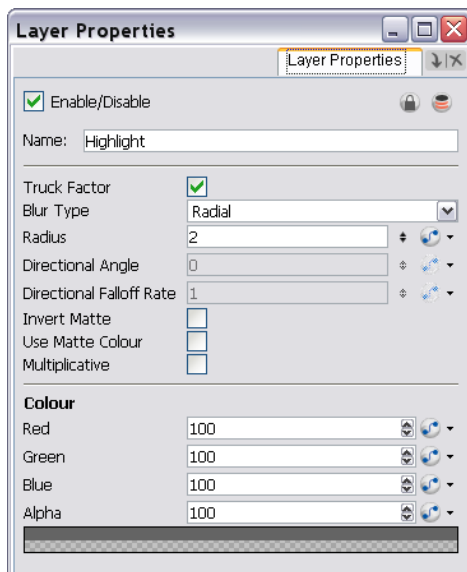 Layer Properties
Layer Properties
Enable/Disable
Name: Highlight
Truck Factor
Blur Type Radial
Radius 2
Directional Angle 0
Directional Falloff Rate 1
Invert Matte
Use Matte Colour
Multiplicative
Colour
Red 100
Green 100
Blue 100
Alpha 100